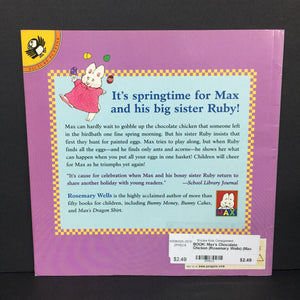 It's springtime for Max
and his big sister Ruby!
Max can hardly wait to gobble up the chocolate chicken that someone left
in the birdbath one fine spring morning. But his sister Ruby insists that
first they hunt for painted eggs. Max tries to play along, but when Ruby
finds all the eggs—and he finds only ants and acorns—he shows her what
can happen when you put all your eggs in one basket! Children will cheer
for Max as he triumphs yet again!
"It's cause for celebration when Max and his bossy sister Ruby return to
share another holiday with young readers." —School Library Journal
Rosemary Wells is the highly acclaimed author of more than
fifty books for children, including Bunny Money, Bunny Cakes,
and Max's Dragon Shirt.
MAX
BOOK: Max's Chocolate
Chicken (Rosemary Wells) (Max
$2.49
$2.49